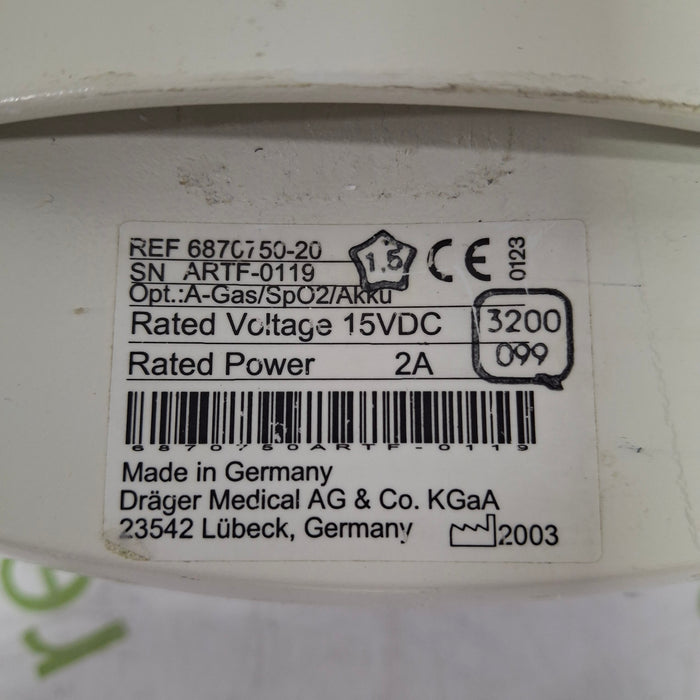 REF 6870750-20
1.5
0123
SN ARTF-0119
Opt.:A-Gas/SpO2/Akku
Rated Voltage 15VDC
3200
099
Rated Power 2A
6870750ARTF-0119
Made in Germany
Dräger Medical AG & Co. KGaA
23542 Lübeck, Germany
2003